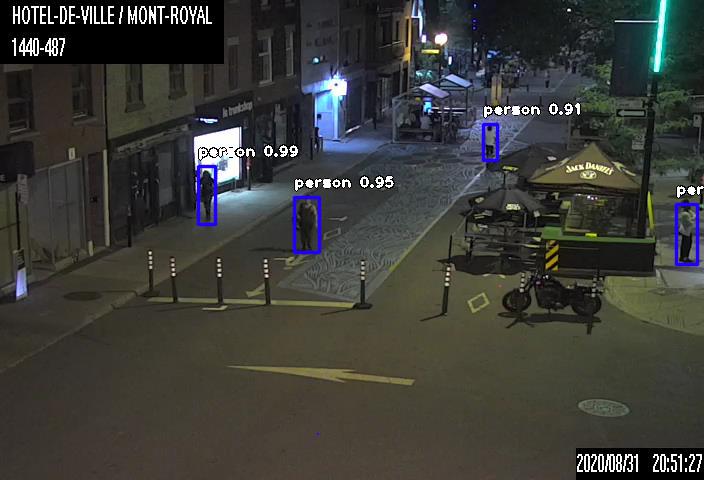 HOTEL-DE-VILLE / MONT-ROYAL
1440-487
person 0.91
person 0.99
person 0.95
per
JACK DANIEL'S
2020/08/31 20:51:27